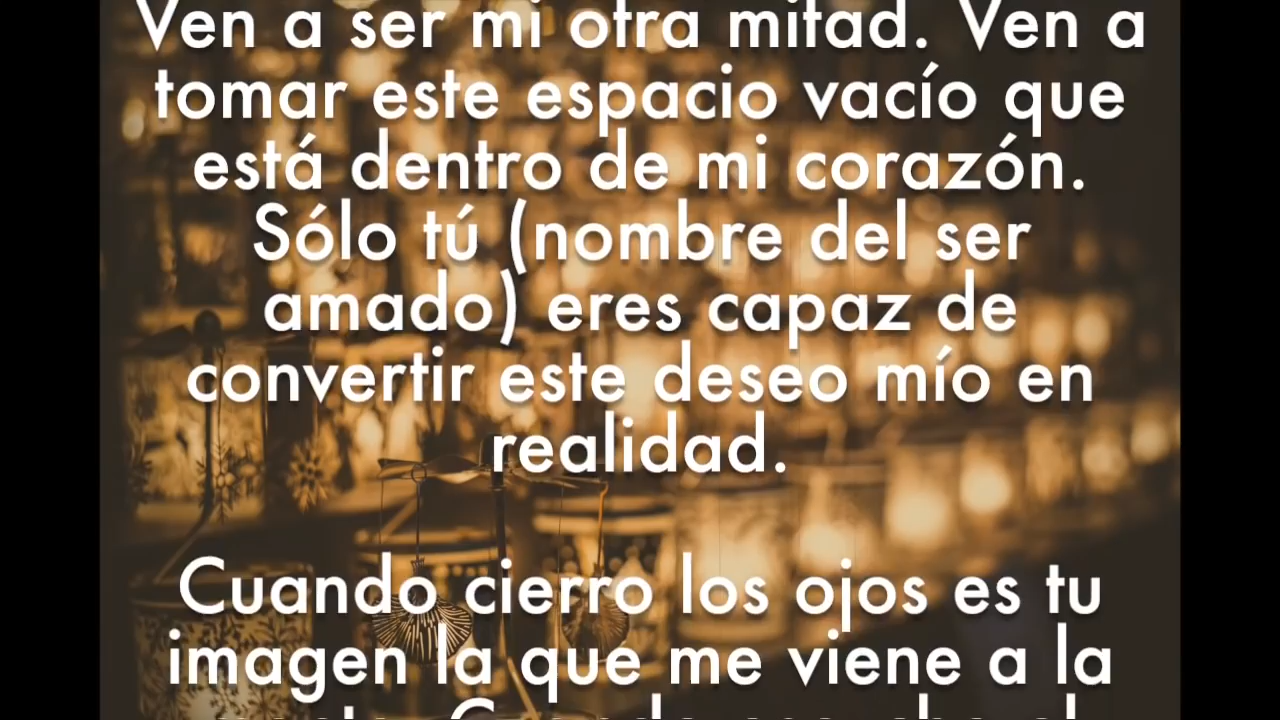 Ven a ser mi otra mitad. Ven a
tomar este espacio vacío que
está dentro de mi corazón.
Sólo tú (nombre del ser
amado) eres capaz de
convertir este deseo mío en
realidad.
Cuando cierro los ojos es tu
imagen la que me viene a la